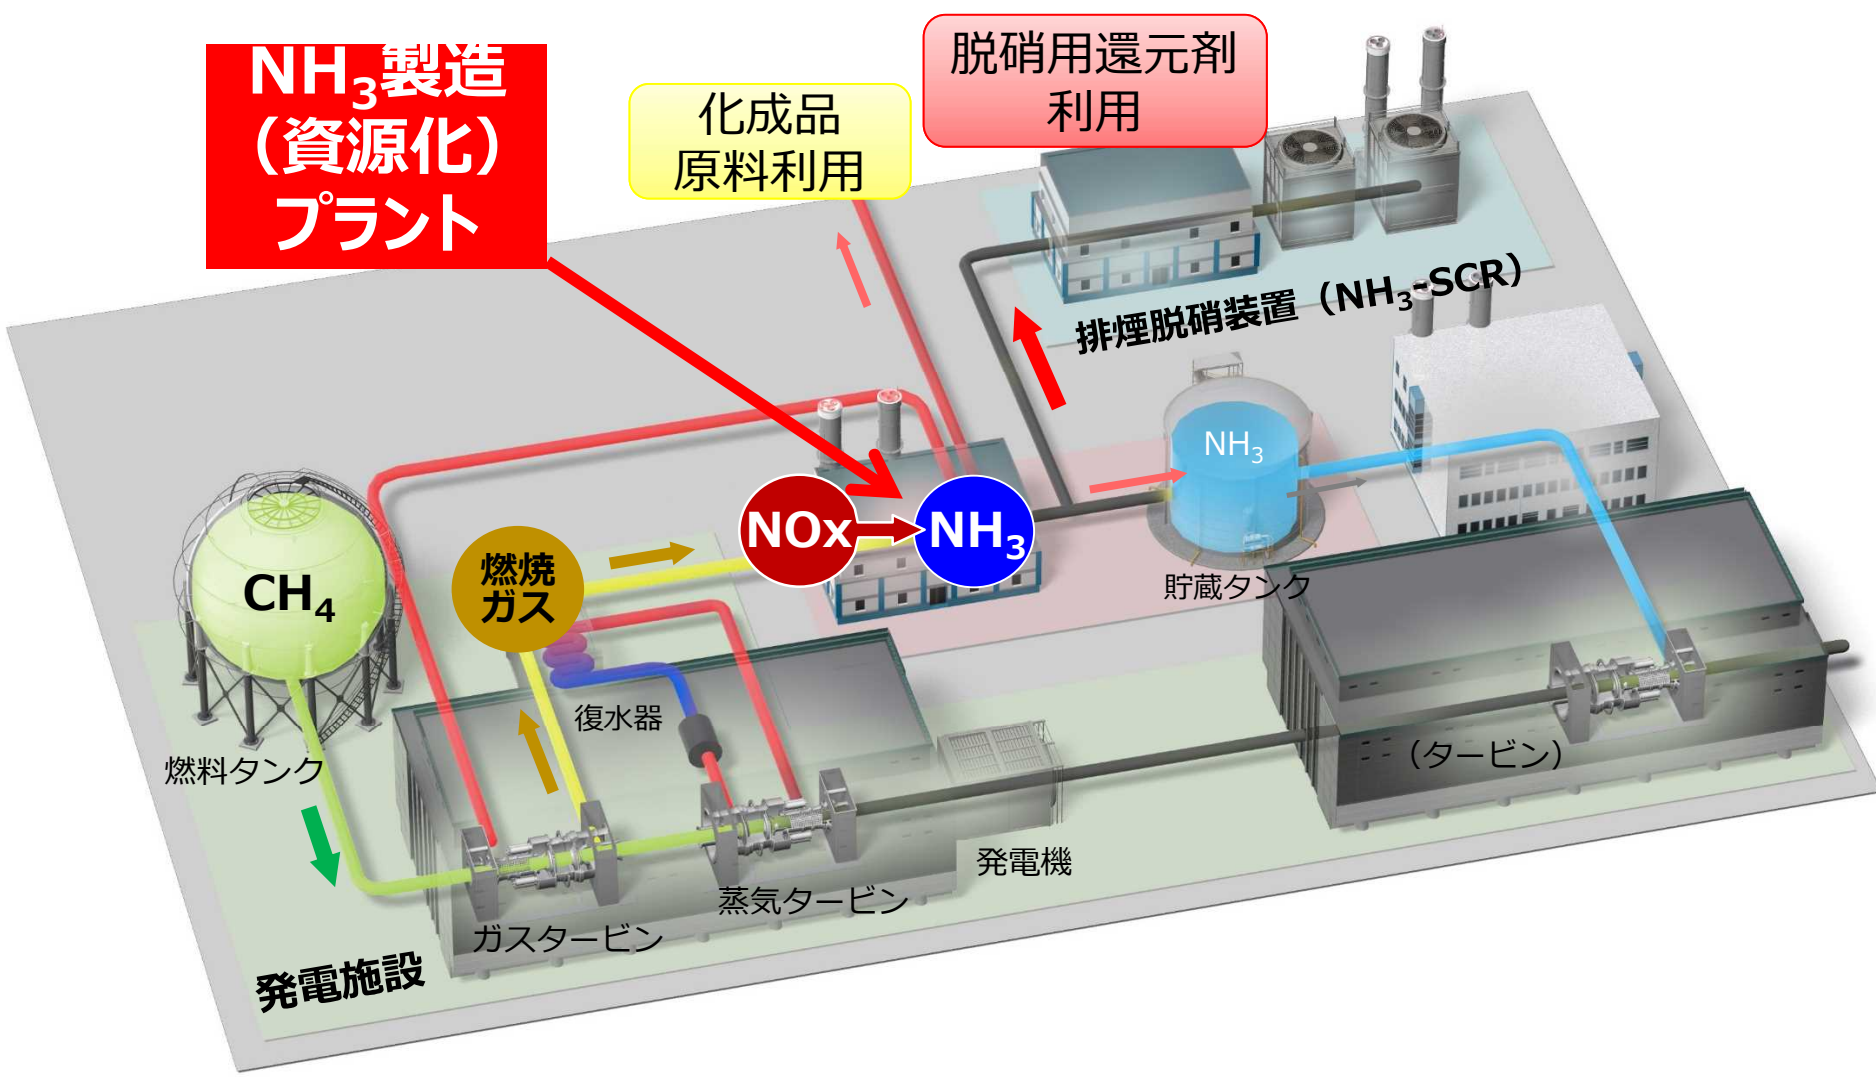 NH₃製造
（資源化）
プラント
化成品
原料利用
脱硝用還元剤
利用
排煙脱硝装置（NH₃-SCR）
NH₃
NOx
NH₃
貯蔵タンク
CH₄
燃焼
ガス
復水器
燃料タンク
（タービン）
発電機
蒸気タービン
ガスタービン
発電施設